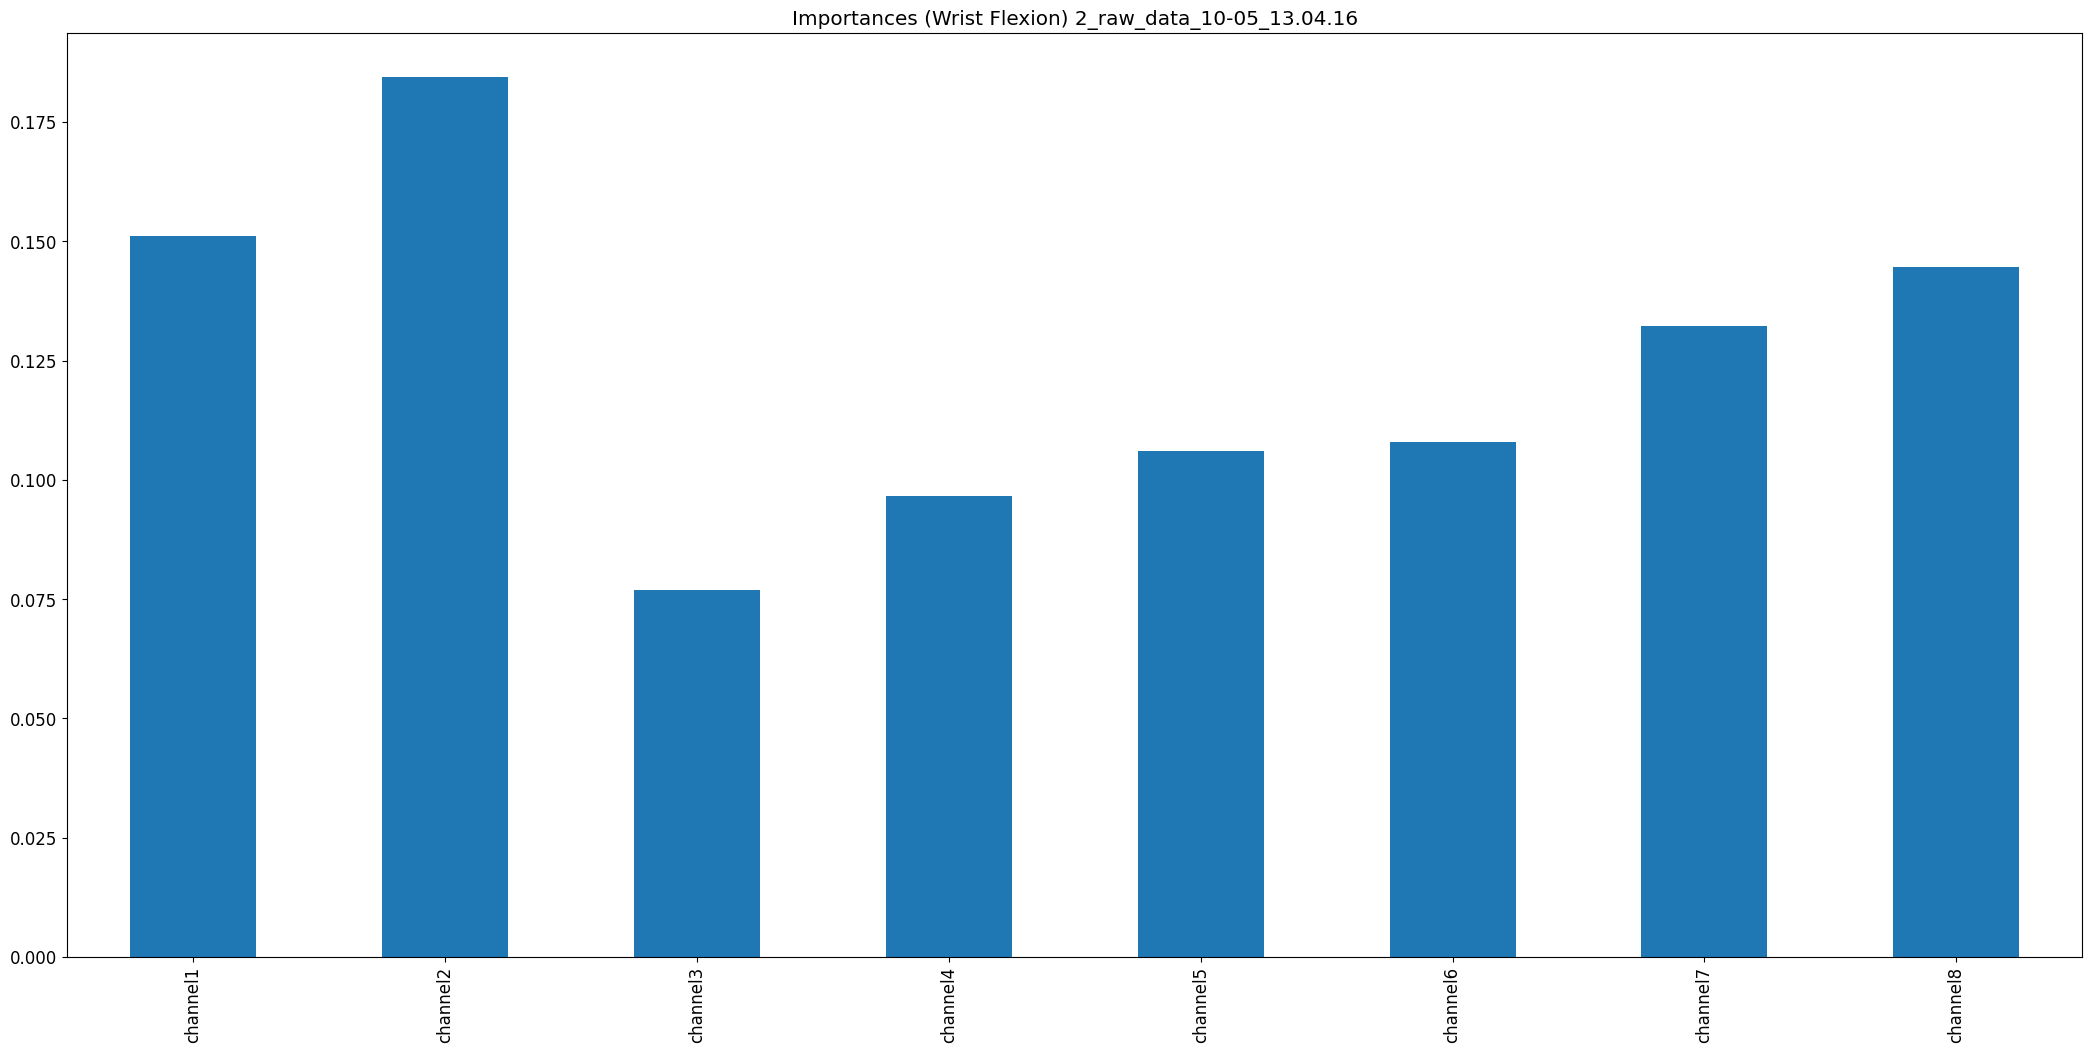 Importances (Wrist Flexion) 2_raw_data_10-05_13.04.16
0.175
0.150
0.125
0.100
0.075
0.050
0.025
0.000
channel1
channel2
channel3
channel4
channel5
channel6
channel7
channel8